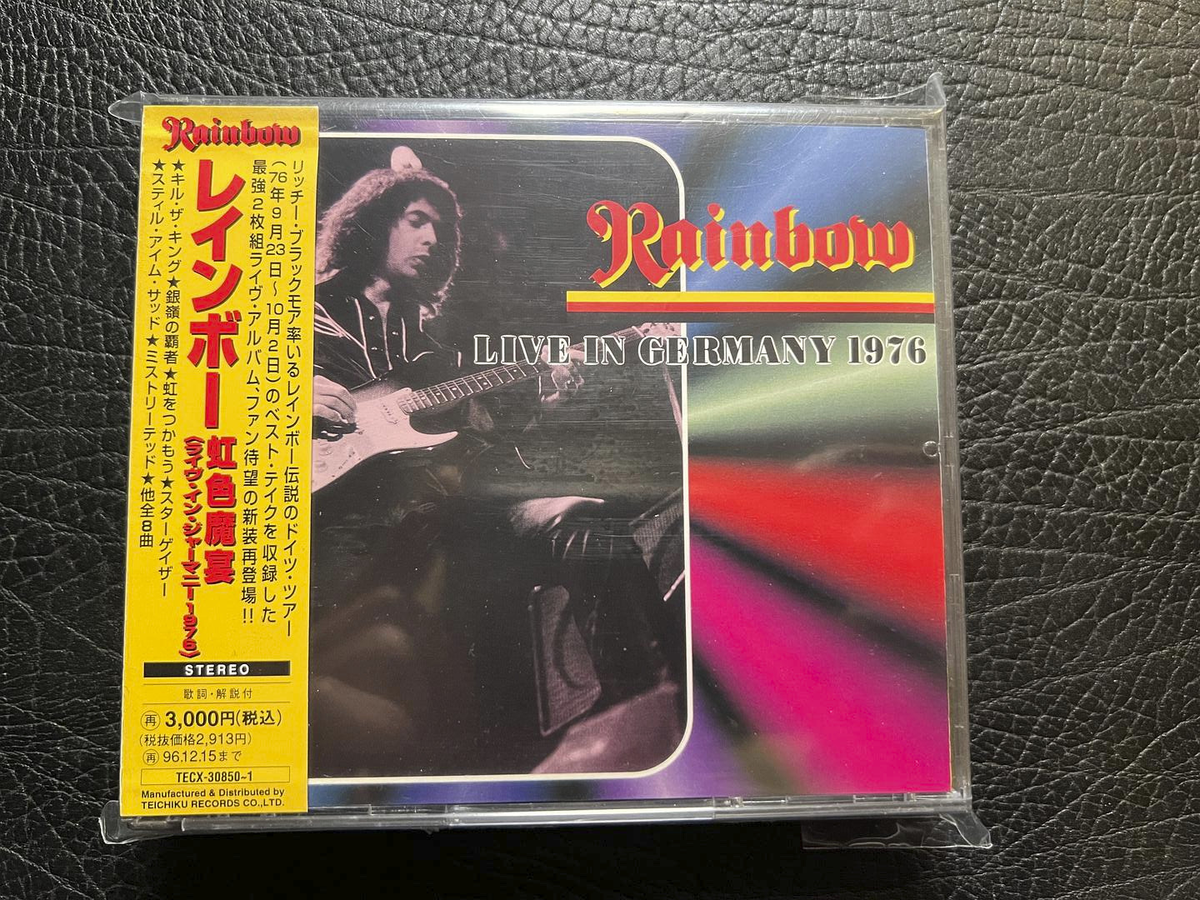 Rainbow
レインボー 虹色魔宴
《ライヴ・イン・ジャーマニー1976》
リッチー・ブラックモア率いるレインボー伝説のドイツ・ツアー
(76年9月23日～10月2日)のベスト・テイクを収録した
最強2枚組ライヴ・アルバム、ファン待望の新装再登場!!
★キル・ザ・キング★銀嶺の覇者★虹をつかもう★スターゲイザー
★スティル・アイム・サッド★ミストリーテッド★他全8曲
STEREO
歌詞・解説付
再 3,000円(税込)
(税抜価格2,913円)
再 96.12.15まで
TECX-30850~1
Manufactured & Distributed by
TEICHIKU RECORDS CO.,LTD.
Rainbow
LIVE IN GERMANY 1976